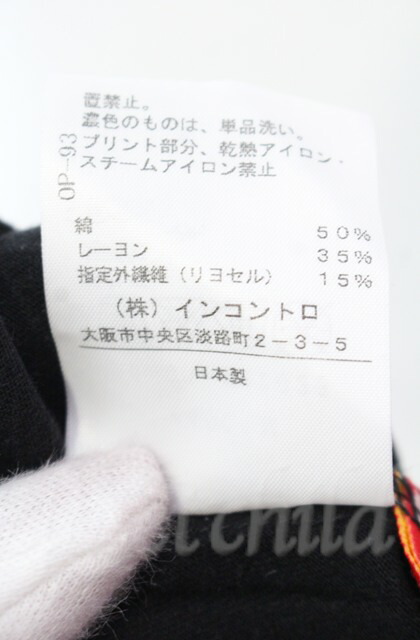 置禁止。
濃色のものは、単品洗い。
プリント部分、乾熱アイロン・
スチームアイロン禁止
OP-93
綿 50%
レーヨン 35%
指定外繊維（リヨセル） 15%
（株）インコントロ
大阪市中央区淡路町2-3-5
日本製
child